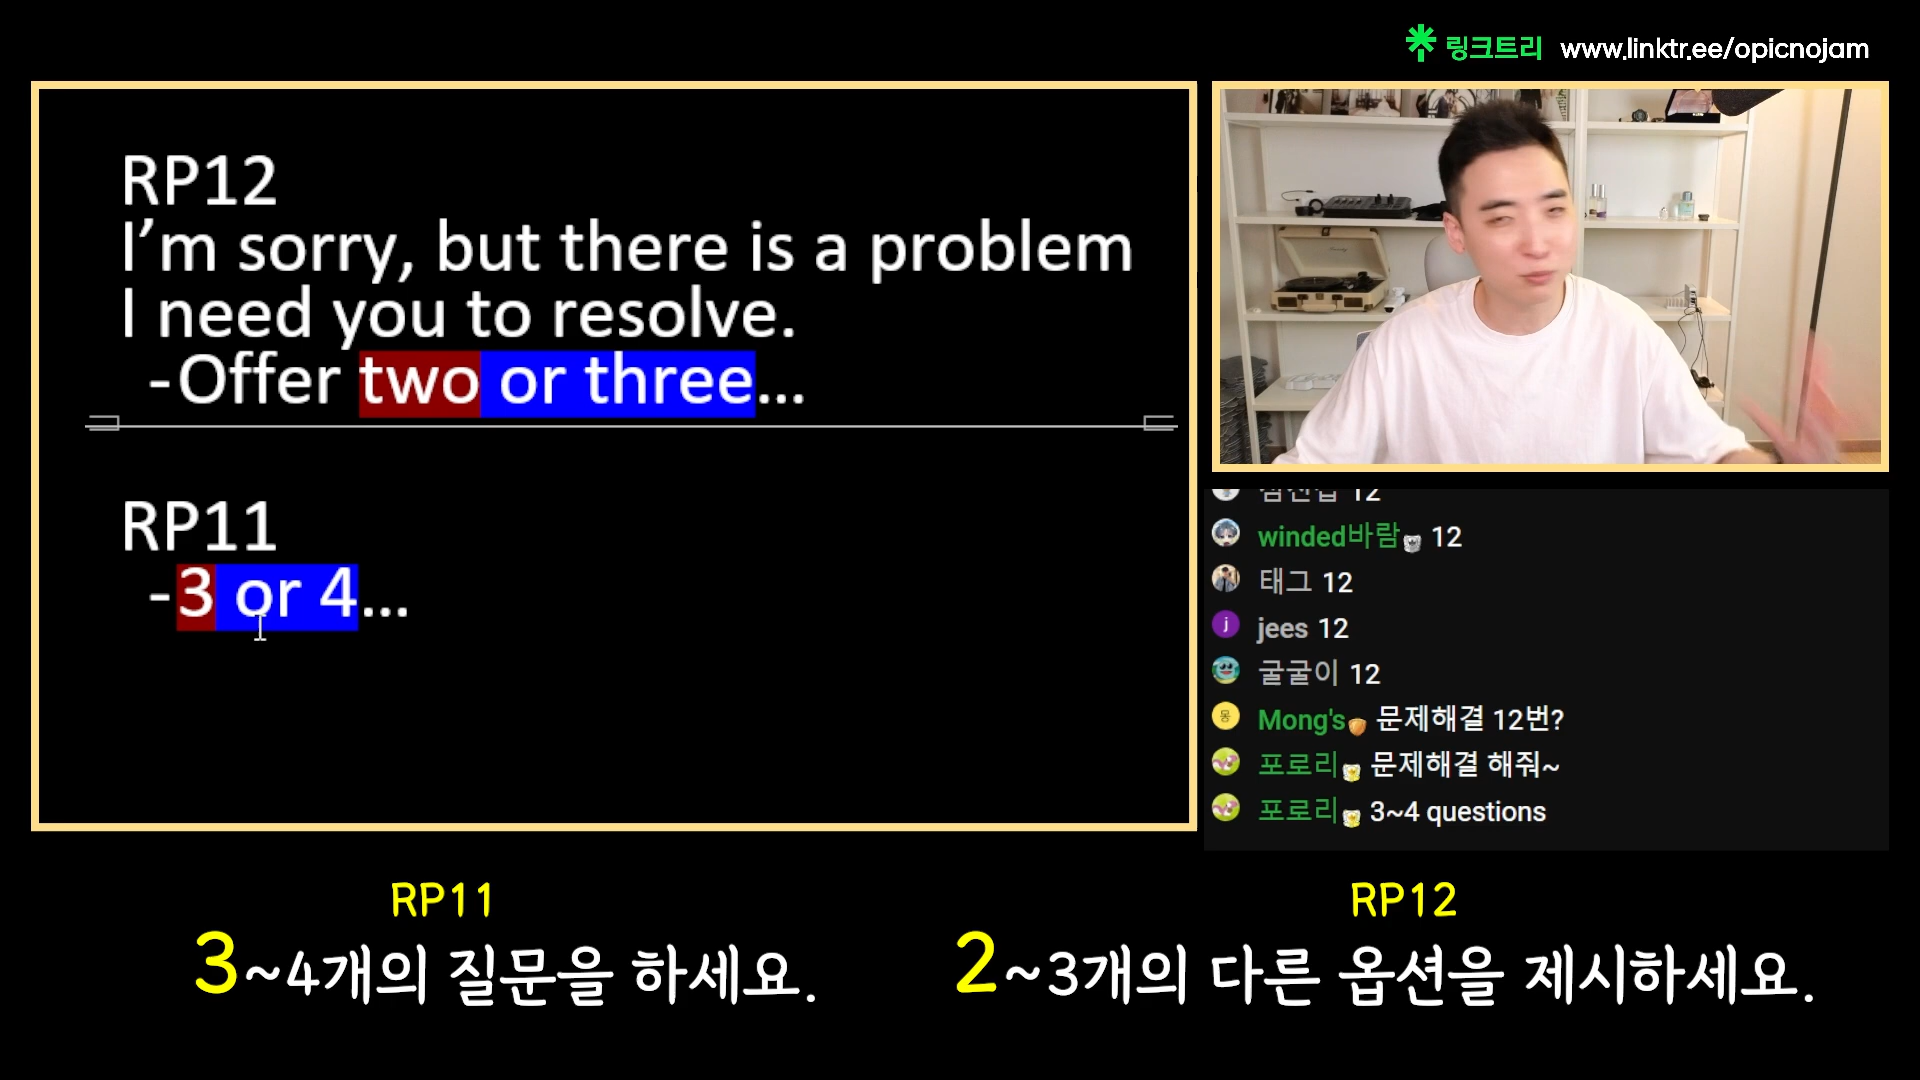 링크트리 www.linktr.ee/opicnojam
RP12
I'm sorry, but there is a problem
I need you to resolve.
-Offer two or three...
RP11
-3 or 4...
12
winded바람 12
태그 12
j jees 12
굴굴이 12
몽 Mong's 문제해결 12번?
포로리 문제해결 해줘~
포로리 3~4 questions
RP11
3~4개의 질문을 하세요.
RP12
2~3개의 다른 옵션을 제시하세요.